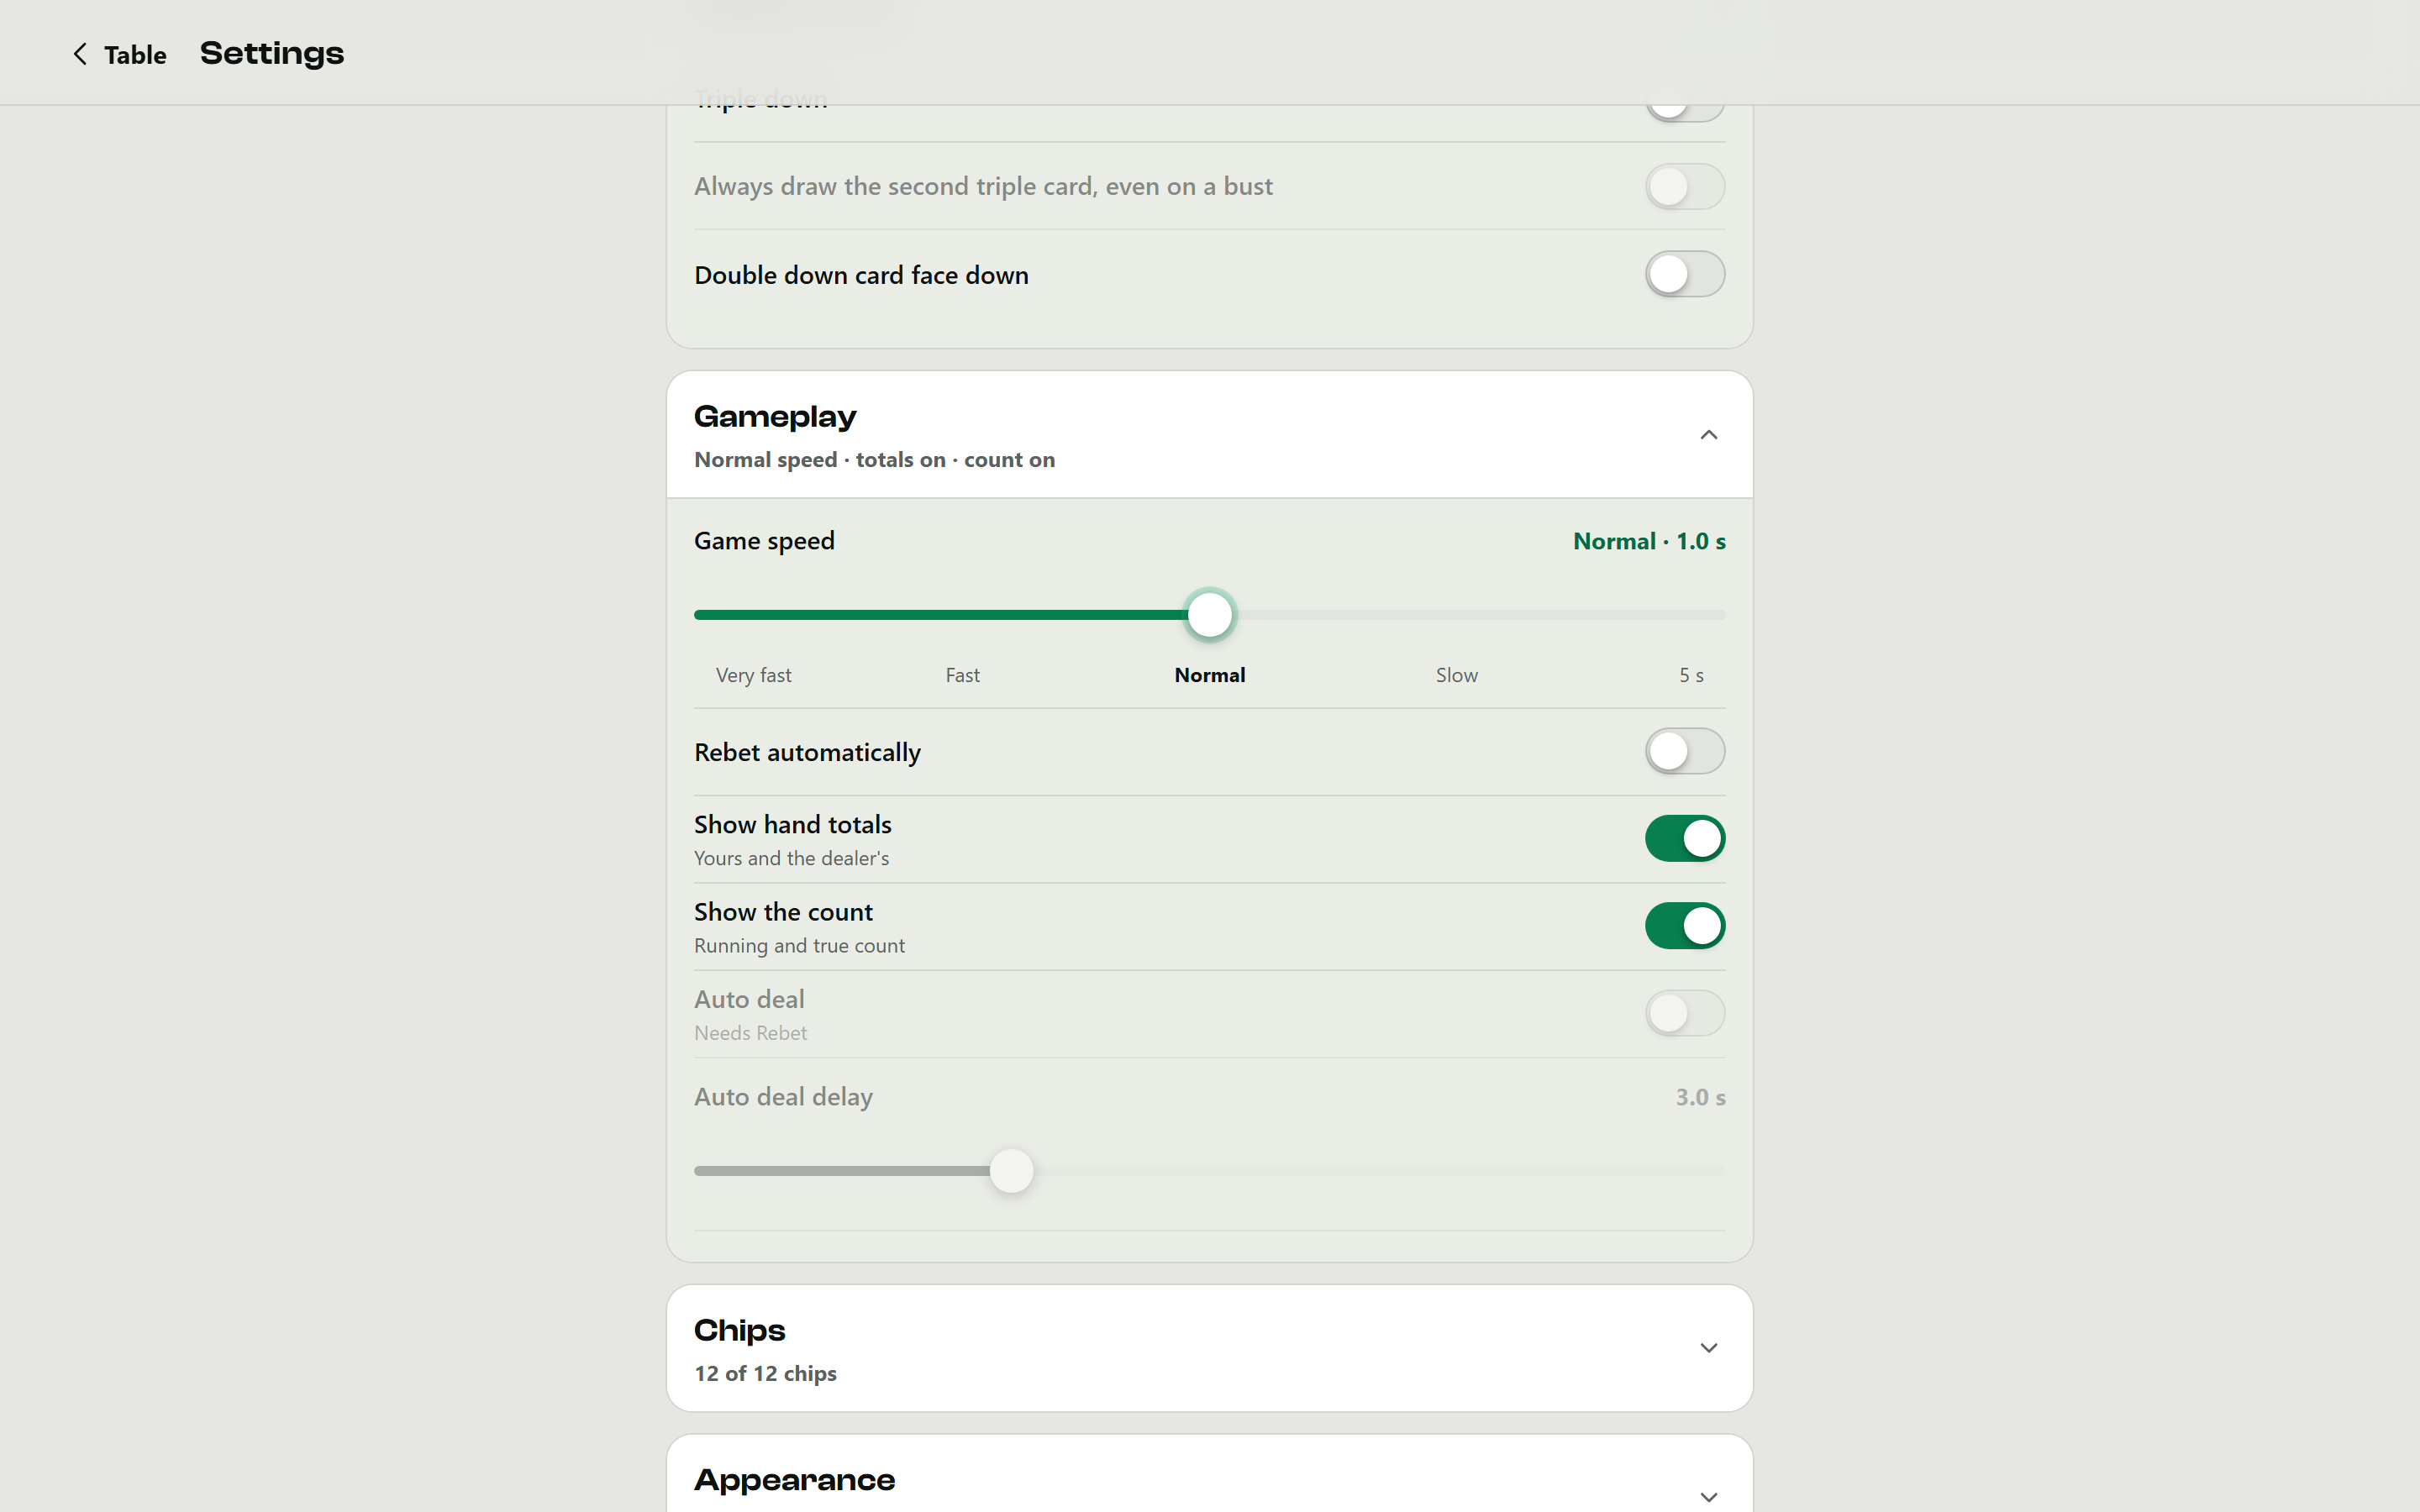 Table
Settings
Triple down
Always draw the second triple card, even on a bust
Double down card face down
Gameplay
Normal speed · totals on · count on
Game speed
Normal · 1.0 s
Very fast
Fast
Normal
Slow
5 s
Rebet automatically
Show hand totals
Yours and the dealer's
Show the count
Running and true count
Auto deal
Needs Rebet
Auto deal delay
3.0 s
Chips
12 of 12 chips
Appearance